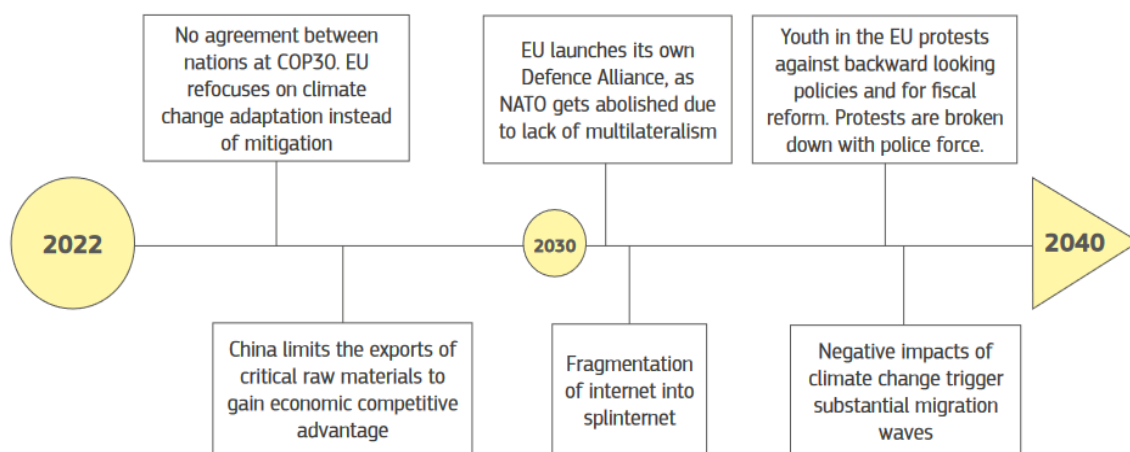 No agreement between
nations at COP30. EU
refocuses on climate
change adaptation instead
of mitigation
EU launches its own
Defence Alliance, as
NATO gets abolished due
to lack of multilateralism
Youth in the EU protests
against backward looking
policies and for fiscal
reform. Protests are broken
down with police force.
2022
2030
2040
China limits the exports of
critical raw materials to
gain economic competitive
advantage
Fragmentation
of internet into
splinternet
Negative impacts of
climate change trigger
substantial migration
waves